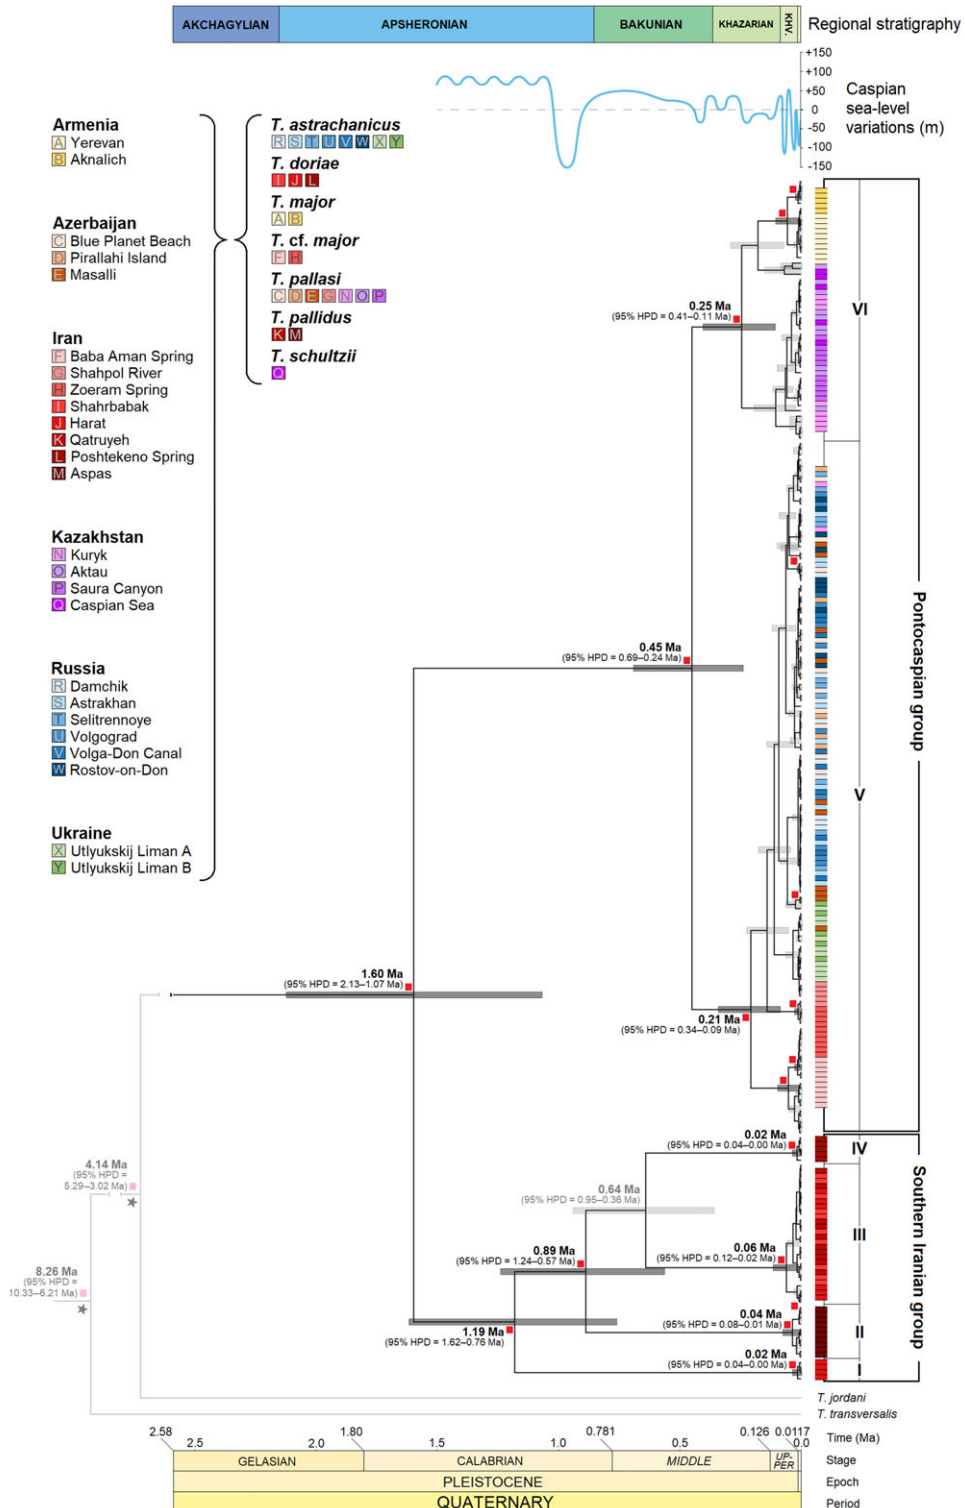 AKCHAGYLIAN
APSHERONIAN
BAKUNIAN
KHAZARIAN
KHV.
Regional stratigraphy
+150
+100
+50
0
-50
-100
-150
Caspian
sea-level
variations (m)
Armenia
A Yerevan
B Aknalich
Azerbaijan
C Blue Planet Beach
D Pirallahi Island
E Masalli
Iran
F Baba Aman Spring
G Shahpol River
H Zoeram Spring
I Shahrbabak
J Harat
K Qatruyeh
L Poshtekeno Spring
M Aspas
Kazakhstan
N Kuryk
O Aktau
P Saura Canyon
Q Caspian Sea
Russia
R Damchik
S Astrakhan
T Selitrennoye
U Volgograd
V Volga-Don Canal
W Rostov-on-Don
Ukraine
X Utlyukskij Liman A
Y Utlyukskij Liman B
T. astrachanicus
R S T U V W X Y
T. doriae
I J L
T. major
A B
T. cf. major
F H
T. pallasi
C D E G N O P
T. pallidus
K M
T. schultzii
Q
0.25 Ma
(95% HPD = 0.41–0.11 Ma)
VI
0.45 Ma
(95% HPD = 0.69–0.24 Ma)
Pontocaspian group
V
1.60 Ma
(95% HPD = 2.13–1.07 Ma)
0.21 Ma
(95% HPD = 0.34–0.09 Ma)
0.02 Ma
(95% HPD = 0.04–0.00 Ma)
IV
4.14 Ma
(95% HPD =
5.29–3.02 Ma)
0.64 Ma
(95% HPD = 0.95–0.36 Ma)
Southern Iranian group
III
0.89 Ma
(95% HPD = 1.24–0.57 Ma)
0.06 Ma
(95% HPD = 0.12–0.02 Ma)
8.26 Ma
(95% HPD =
10.33–6.21 Ma)
0.04 Ma
(95% HPD = 0.08–0.01 Ma)
II
1.19 Ma
(95% HPD = 1.62–0.76 Ma)
0.02 Ma
(95% HPD = 0.04–0.00 Ma)
I
T. jordani
T. transversalis
2.58 1.80 0.781 0.126 0.0117
2.5 2.0 1.5 1.0 0.5 0.0
Time (Ma)
GELASIAN CALABRIAN MIDDLE UP-
PER
Stage
PLEISTOCENE
Epoch
QUATERNARY
Period